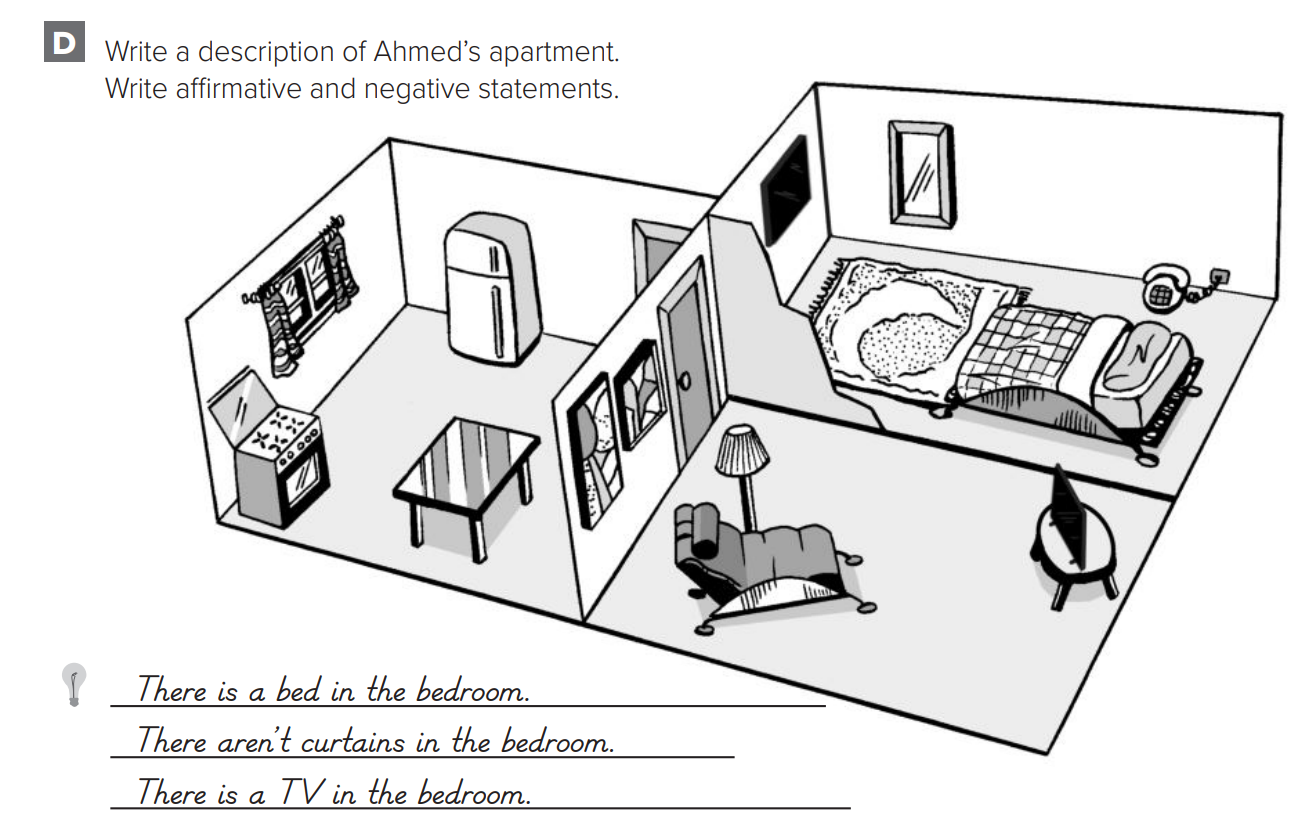 D
Write a description of Ahmed’s apartment.
Write affirmative and negative statements.
There is a bed in the bedroom.
There aren’t curtains in the bedroom.
There is a TV in the bedroom.